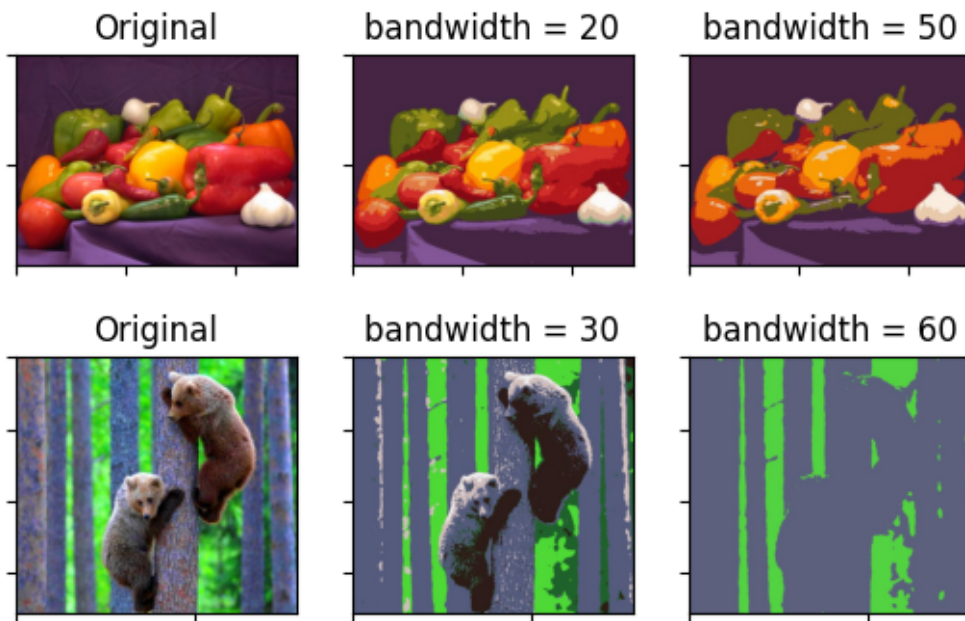 Original
bandwidth = 20
bandwidth = 50
Original
bandwidth = 30
bandwidth = 60